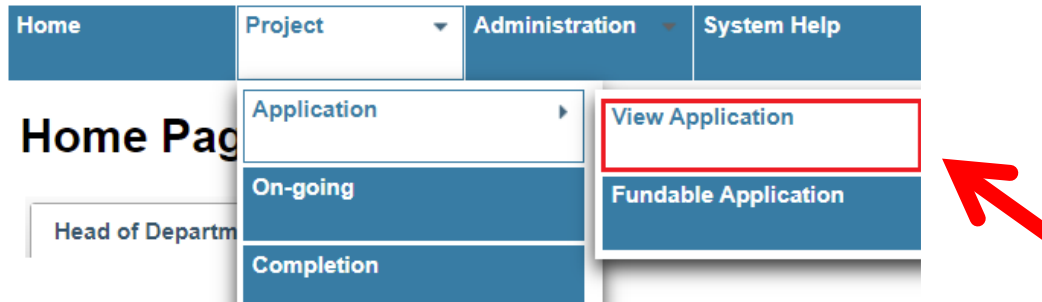 Home Project Administration System Help
Application View Application
Home Pag
On-going Fundable Application
Head of Departm
Completion